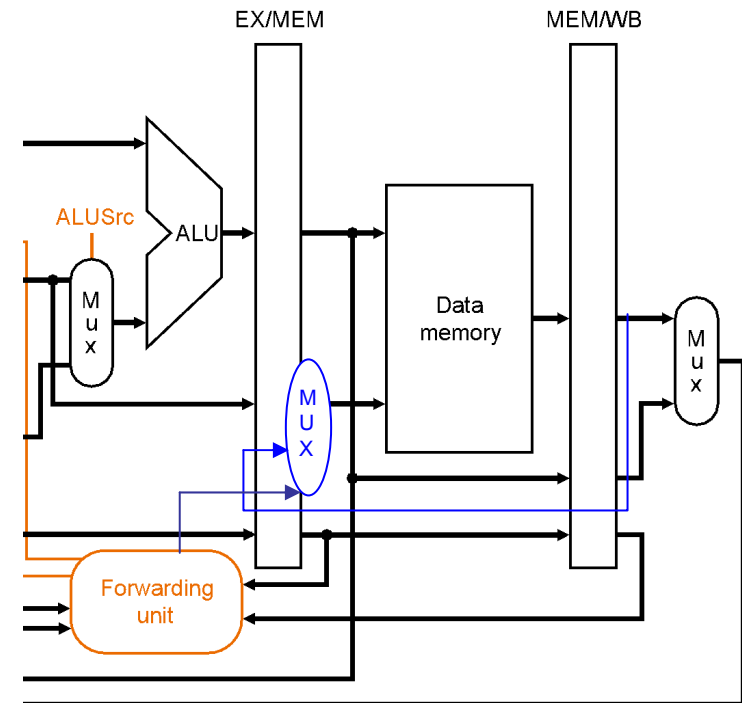 EX/MEM
MEM/WB
ALUSrc
ALU
M
u
x
Data
memory
M
U
X
M
u
x
Forwarding
unit